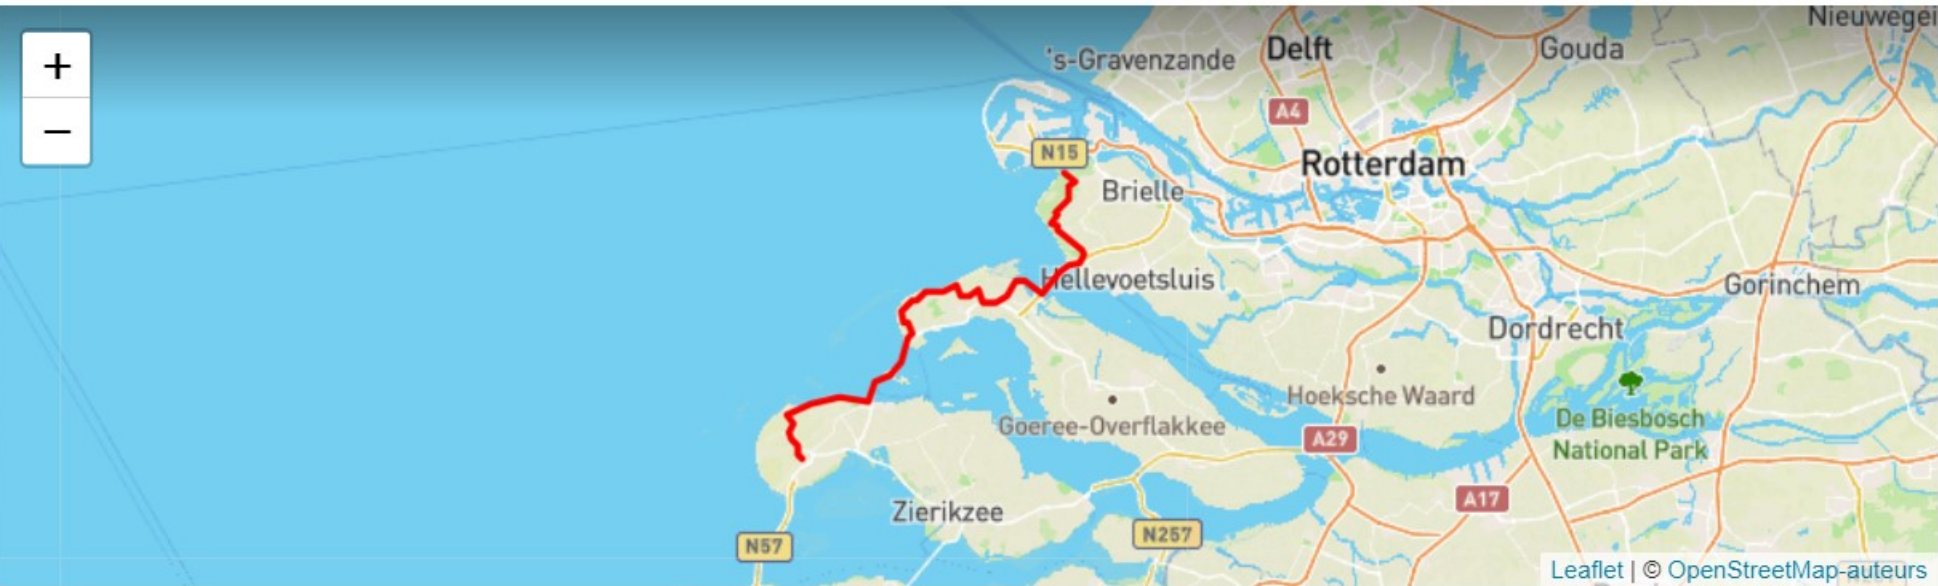 Nieuwegei
+
's-Gravenzande
Delft
Gouda
A4
−
N15
Rotterdam
Brielle
Hellevoetsluis
Gorinchem
Dordrecht
Hoeksche Waard
De Biesbosch
National Park
Goeree-Overflakkee
A29
A17
Zierikzee
N257
N57
Leaflet | © OpenStreetMap-auteurs